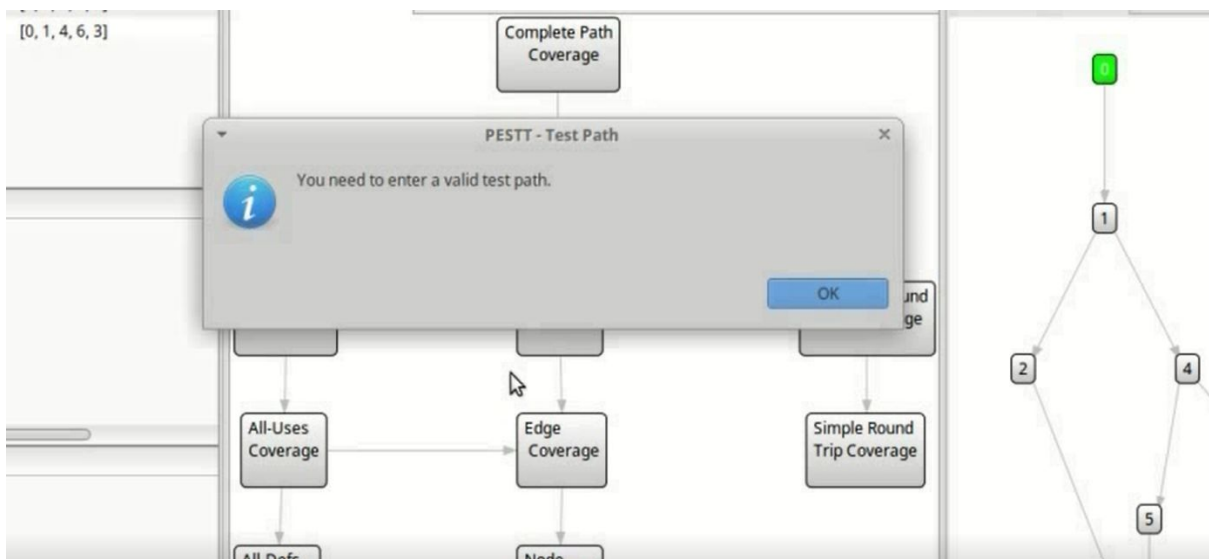 [0, 1, 4, 6, 3]
Complete Path
Coverage
0
PESTT - Test Path
1
You need to enter a valid test path.
OK
2
4
All-Uses
Coverage
Edge
Coverage
Simple Round
Trip Coverage
5